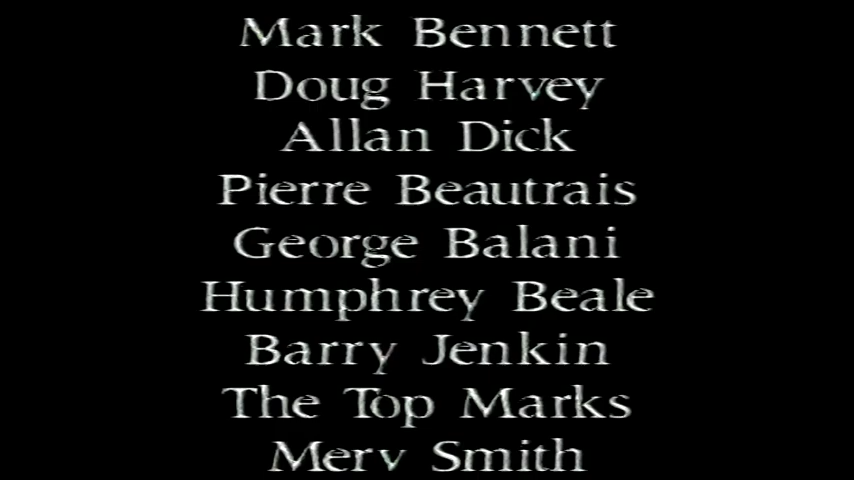 Mark Bennett
Doug Harvey
Allan Dick
Pierre Beautrais
George Balani
Humphrey Beale
Barry Jenkin
The Top Marks
Merv Smith